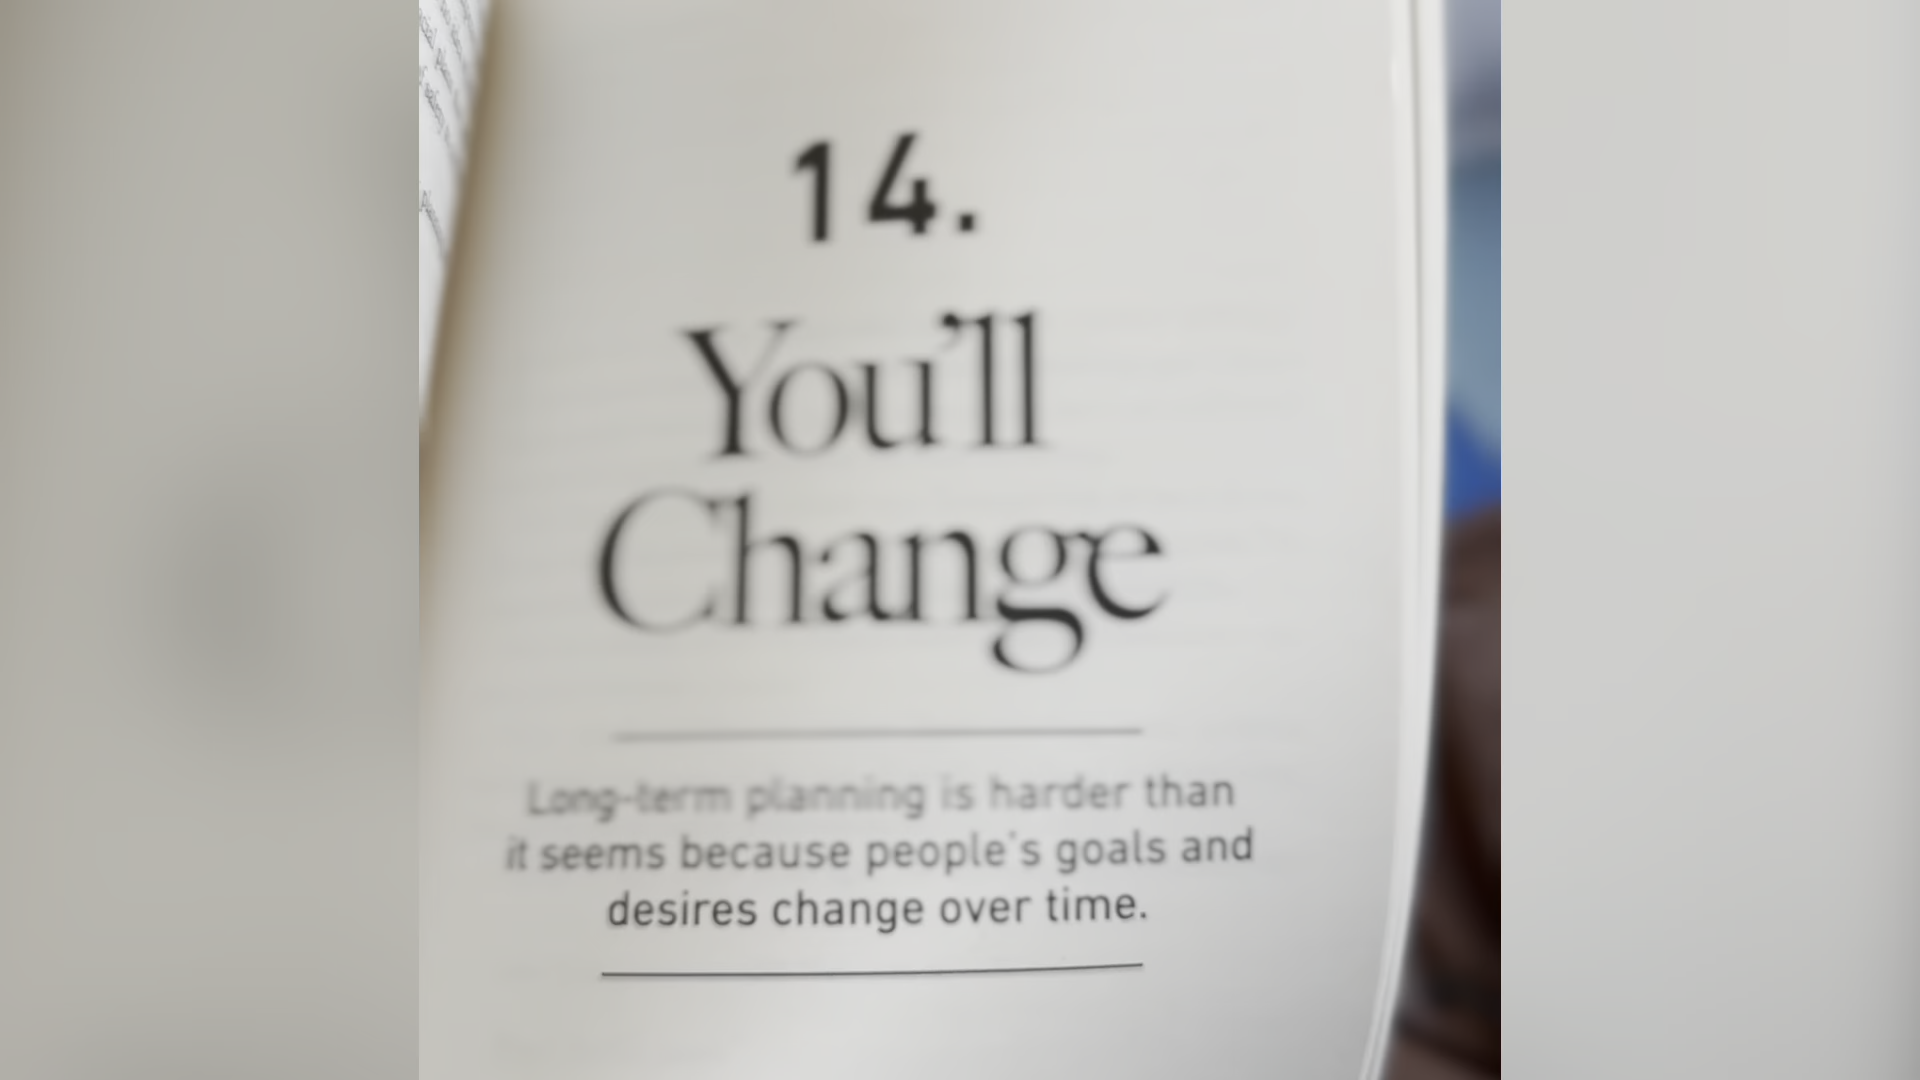 14.
You'll
Change
Long-term planning is harder than
it seems because people's goals and
desires change over time.